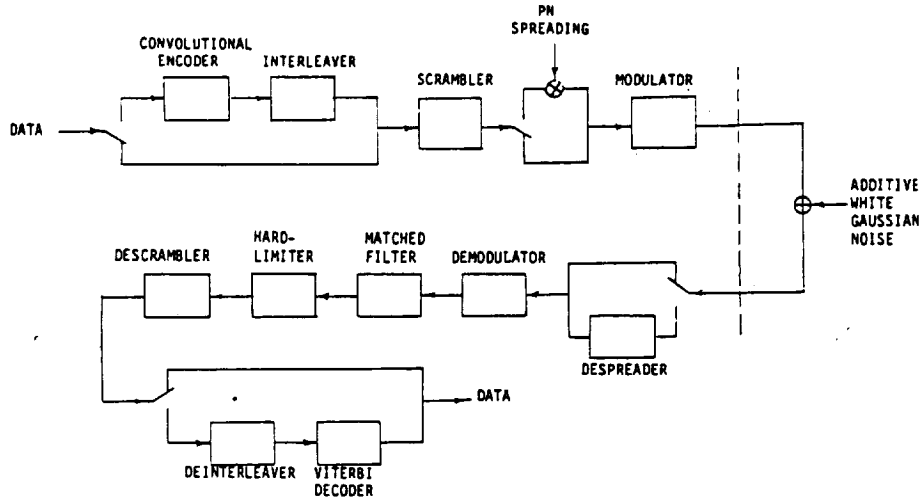 PN
SPREADING
CONVOLUTIONAL
ENCODER
INTERLEAVER
SCRAMBLER
MODULATOR
DATA
ADDITIVE
WHITE
GAUSSIAN
NOISE
DESCRAMBLER
HARD-
LIMITER
MATCHED
FILTER
DEMODULATOR
DESPREADER
DATA
DEINTERLEAVER
VITERBI
DECODER